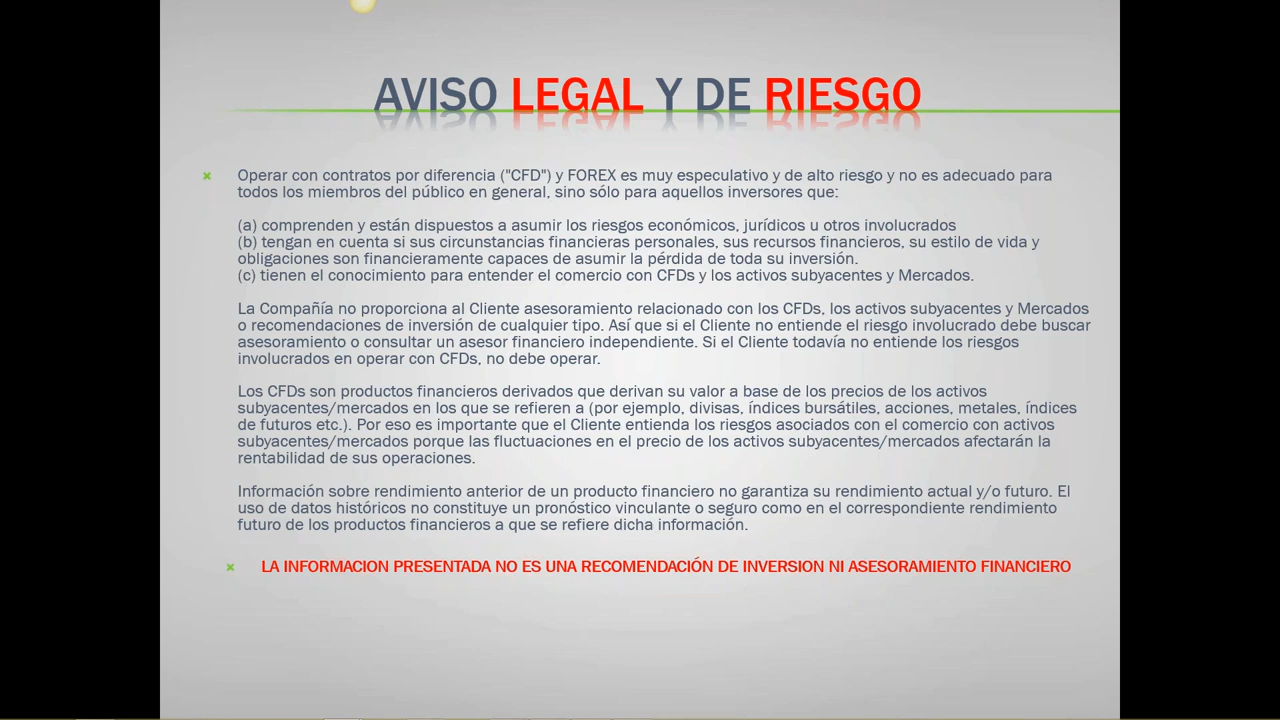 AVISO LEGAL Y DE RIESGO
Operar con contratos por diferencia ("CFD") y FOREX es muy especulativo y de alto riesgo y no es adecuado para
todos los miembros del público en general, sino sólo para aquellos inversores que:
(a) comprenden y están dispuestos a asumir los riesgos económicos, jurídicos u otros involucrados
(b) tengan en cuenta si sus circunstancias financieras personales, sus recursos financieros, su estilo de vida y
obligaciones son financieramente capaces de asumir la pérdida de toda su inversión.
(c) tienen el conocimiento para entender el comercio con CFDs y los activos subyacentes y Mercados.
La Compañía no proporciona al Cliente asesoramiento relacionado con los CFDs, los activos subyacentes y Mercados
o recomendaciones de inversión de cualquier tipo. Así que si el Cliente no entiende el riesgo involucrado debe buscar
asesoramiento o consultar un asesor financiero independiente. Si el Cliente todavía no entiende los riesgos
involucrados en operar con CFDs, no debe operar.
Los CFDs son productos financieros derivados que derivan su valor a base de los precios de los activos
subyacentes/mercados en los que se refieren a (por ejemplo, divisas, índices bursátiles, acciones, metales, índices
de futuros etc.). Por eso es importante que el Cliente entienda los riesgos asociados con el comercio con activos
subyacentes/mercados porque las fluctuaciones en el precio de los activos subyacentes/mercados afectarán la
rentabilidad de sus operaciones.
Información sobre rendimiento anterior de un producto financiero no garantiza su rendimiento actual y/o futuro. El
uso de datos históricos no constituye un pronóstico vinculante o seguro como en el correspondiente rendimiento
futuro de los productos financieros a que se refiere dicha información.
LA INFORMACION PRESENTADA NO ES UNA RECOMENDACIÓN DE INVERSION NI ASESORAMIENTO FINANCIERO